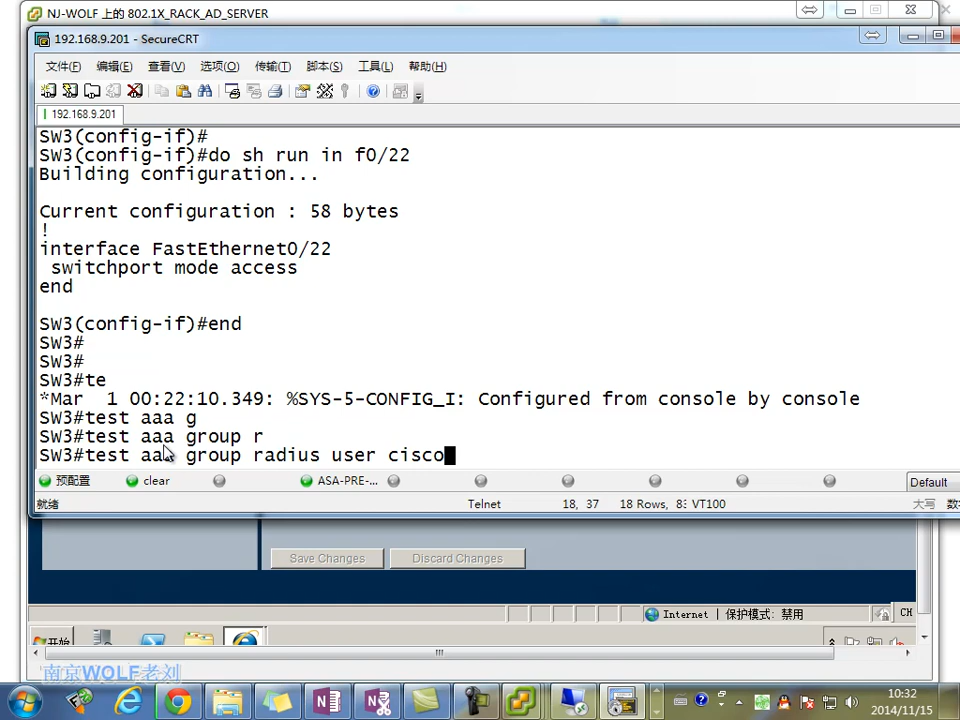 NJ-WOLF 上的 802.1X_RACK_AD_SERVER
192.168.9.201 - SecureCRT
文件(F) 编辑(E) 查看(V) 选项(O) 传输(T) 脚本(S) 工具(L) 帮助(H)
192.168.9.201
SW3(config-if)#
SW3(config-if)#do sh run in f0/22
Building configuration...
Current configuration : 58 bytes
!
interface FastEthernet0/22
switchport mode access
end
SW3(config-if)#end
SW3#
SW3#
SW3#te
*Mar 1 00:22:10.349: %SYS-5-CONFIG_I: Configured from console by console
SW3#test aaa g
SW3#test aaa group r
SW3#test aaa group radius user cisco
预配置 clear ASA-PRE-... Default
就绪 Telnet 18, 37 18 Rows, 8 VT100 大写 数
Save Changes Discard Changes
Internet | 保护模式: 禁用 CH
开始
南京WOLF老刘
10:32
2014/11/15